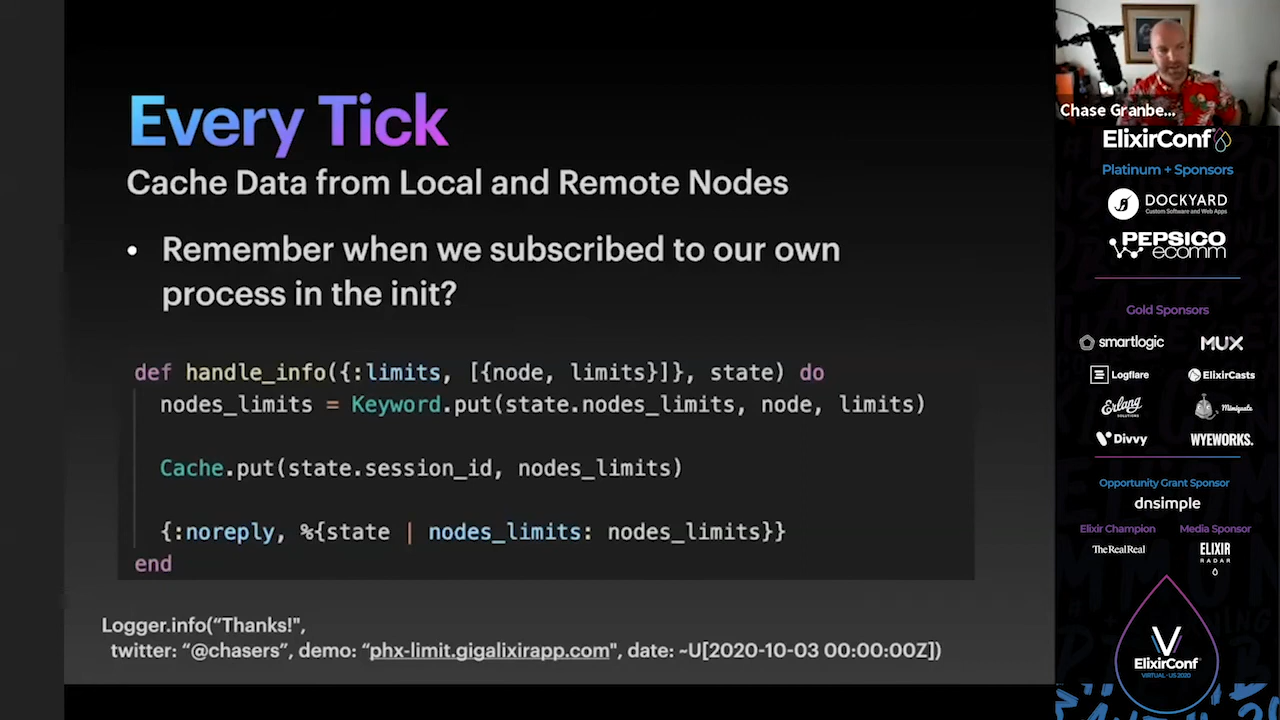 Every Tick
Cache Data from Local and Remote Nodes
• Remember when we subscribed to our own
process in the init?
def handle_info({:limits, [{node, limits}]}, state) do
nodes_limits = Keyword.put(state.nodes_limits, node, limits)
Cache.put(state.session_id, nodes_limits)
{:noreply, %{state | nodes_limits: nodes_limits}}
end
Logger.info(“Thanks!",
twitter: “@chasers”, demo: “phx-limit.gigalixirapp.com", date: ~U[2020-10-03 00:00:00Z])
Chase Granbe...
ElixirConf
Platinum + Sponsors
DOCKYARD
Custom Software and Web Apps
PEPSICO
ecomm
Gold Sponsors
smartlogic
MUX
Logflare
ElixirCasts
Erlang
SOLUTIONS
Miniquate
Divvy
WYEWORKS.
Opportunity Grant Sponsor
dnsimple
Elixir Champion
Media Sponsor
The RealReal
ELIXIR
RADAR
ElixirConf
VIRTUAL · US 2020